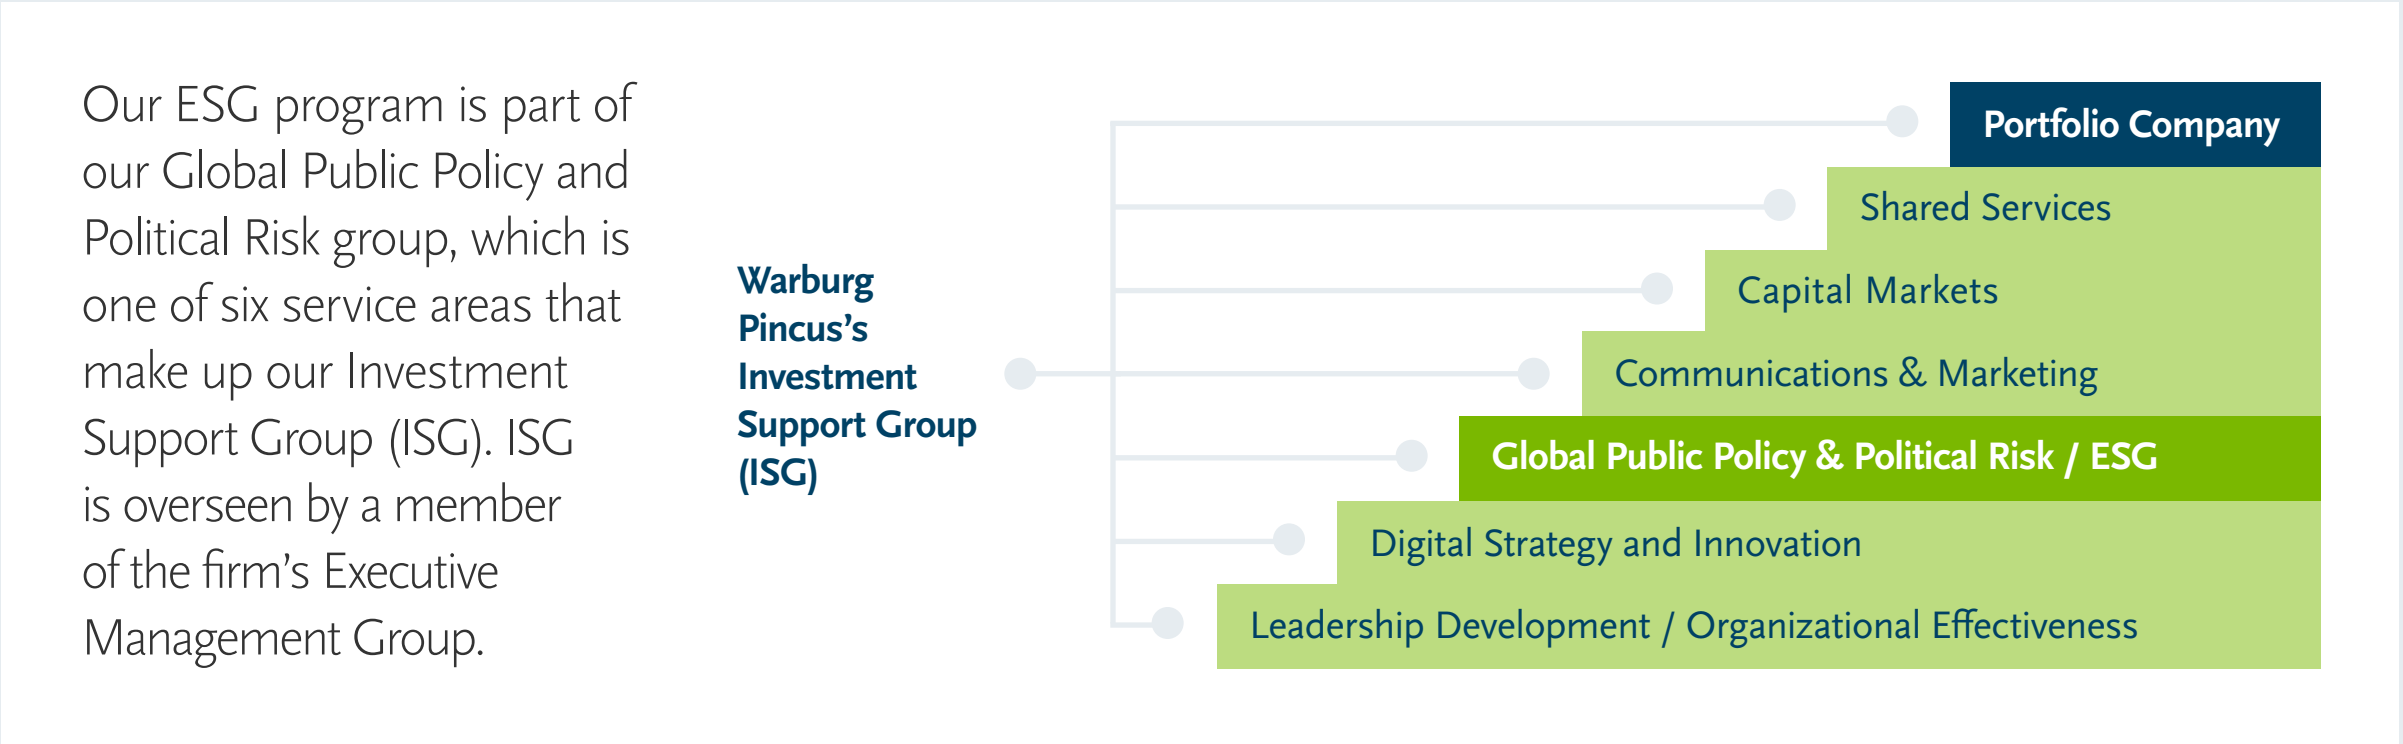 Our ESG program is part of
our Global Public Policy and
Political Risk group, which is
one of six service areas that
make up our Investment
Support Group (ISG). ISG
is overseen by a member
of the firm’s Executive
Management Group.
Warburg
Pincus’s
Investment
Support Group
(ISG)
Portfolio Company
Shared Services
Capital Markets
Communications & Marketing
Global Public Policy & Political Risk / ESG
Digital Strategy and Innovation
Leadership Development / Organizational Effectiveness